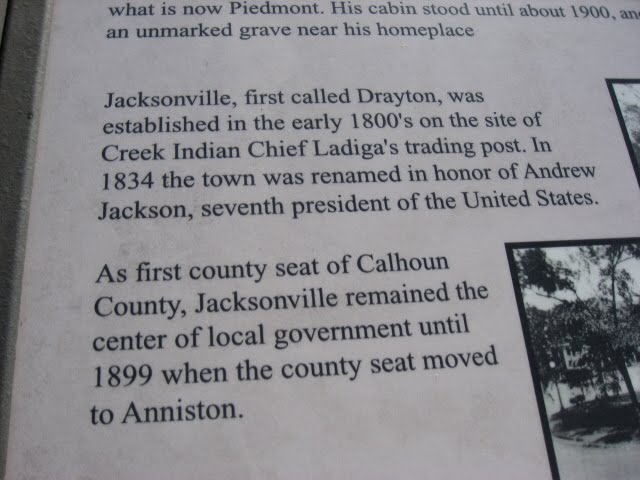 what is now Piedmont. His cabin stood until about 1900, and
an unmarked grave near his homeplace
Jacksonville, first called Drayton, was
established in the early 1800's on the site of
Creek Indian Chief Ladiga's trading post. In
1834 the town was renamed in honor of Andrew
Jackson, seventh president of the United States.
As first county seat of Calhoun
County, Jacksonville remained the
center of local government until
1899 when the county seat moved
to Anniston.